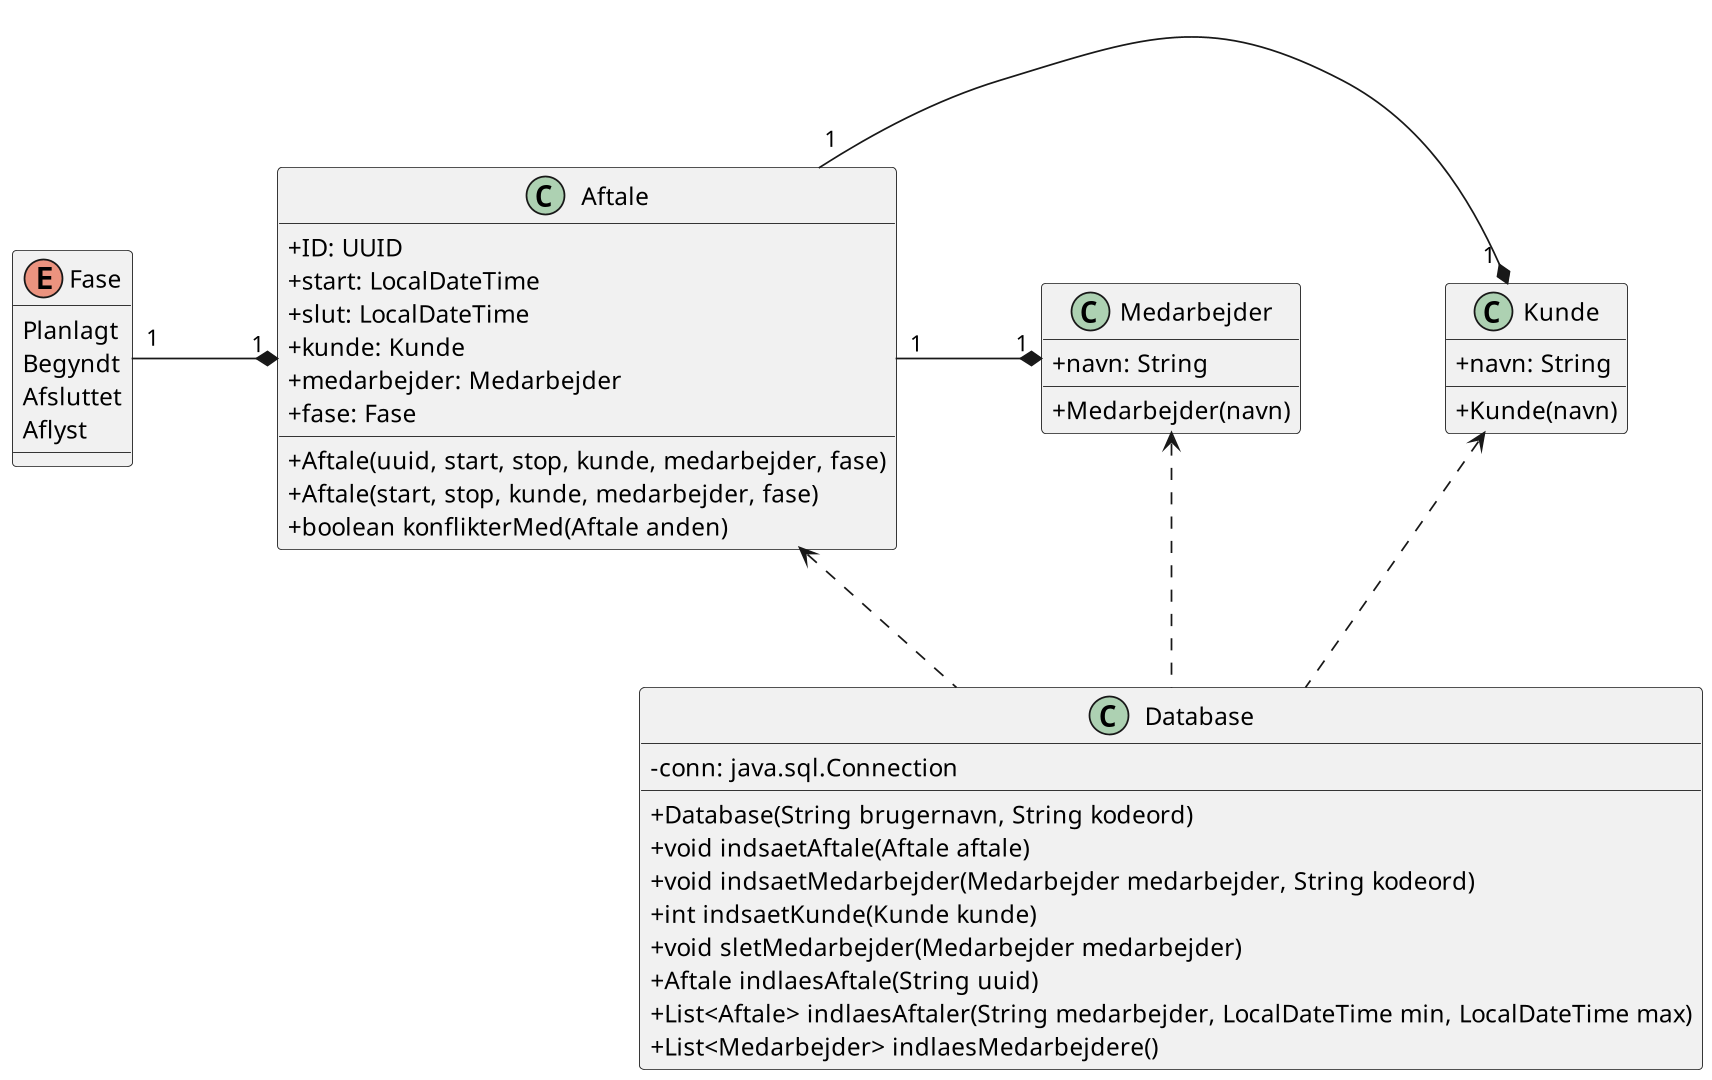 E Fase
Planlagt
Begyndt
Afsluttet
Aflyst
1
1
C Aftale
+ID: UUID
+start: LocalDateTime
+slut: LocalDateTime
+kunde: Kunde
+medarbejder: Medarbejder
+fase: Fase
+Aftale(uuid, start, stop, kunde, medarbejder, fase)
+Aftale(start, stop, kunde, medarbejder, fase)
+boolean konflikterMed(Aftale anden)
1
1
1
1
C Medarbejder
+navn: String
+Medarbejder(navn)
C Kunde
+navn: String
+Kunde(navn)
C Database
-conn: java.sql.Connection
+Database(String brugernavn, String kodeord)
+void indsaetAftale(Aftale aftale)
+void indsaetMedarbejder(Medarbejder medarbejder, String kodeord)
+int indsaetKunde(Kunde kunde)
+void sletMedarbejder(Medarbejder medarbejder)
+Aftale indlaesAftale(String uuid)
+List<Aftale> indlaesAftaler(String medarbejder, LocalDateTime min, LocalDateTime max)
+List<Medarbejder> indlaesMedarbejdere()